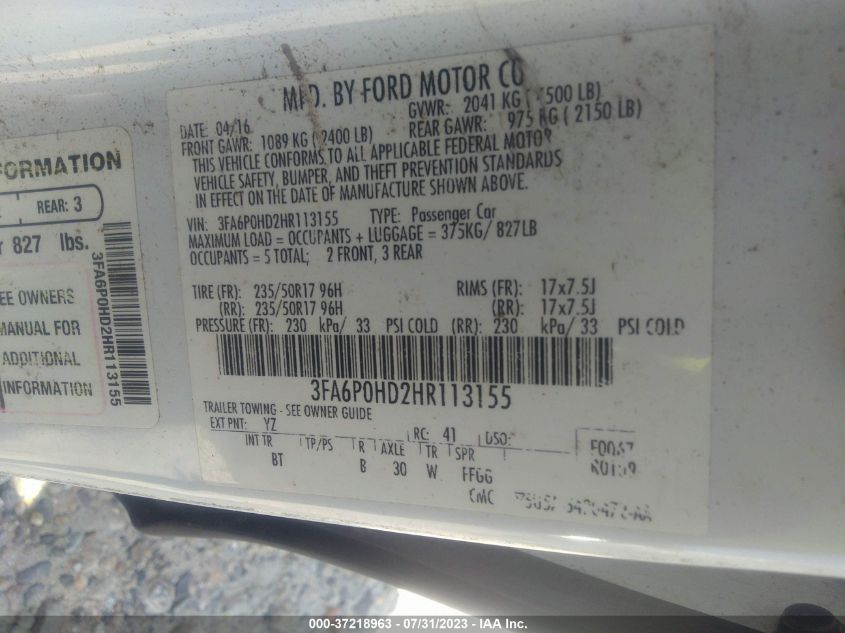 MFD. BY FORD MOTOR CO
DATE: 04/16 GVWR: 2041 KG ( 500 LB)
FRONT GAWR: 1089 KG (2400 LB) REAR GAWR: 975 KG ( 2150 LB)
THIS VEHICLE CONFORMS TO ALL APPLICABLE FEDERAL MOTOR
VEHICLE SAFETY, BUMPER, AND THEFT PREVENTION STANDARDS
IN EFFECT ON THE DATE OF MANUFACTURE SHOWN ABOVE.
VIN: 3FA6P0HD2HR113155 TYPE: Passenger Car
MAXIMUM LOAD = OCCUPANTS + LUGGAGE = 375KG/ 827LB
OCCUPANTS = 5 TOTAL; 2 FRONT, 3 REAR
TIRE (FR): 235/50R17 96H RIMS (FR): 17x7.5J
(RR): 235/50R17 96H (RR): 17x7.5J
PRESSURE (FR): 230 kPa/ 33 PSI COLD (RR): 230 kPa/ 33 PSI COLD
3FA6P0HD2HR113155
TRAILER TOWING - SEE OWNER GUIDE
EXT PNT: YZ RC: 41 DSO:
INT TR TP/PS R AXLE TR SPR
BT B 30 W FFGG
CMC
ORMATION
REAR: 3
827 lbs.
EE OWNERS
MANUAL FOR
ADDITIONAL
INFORMATION
3FA6P0HD2HR113155
000-37218963 - 07/31/2023 - IAA Inc.